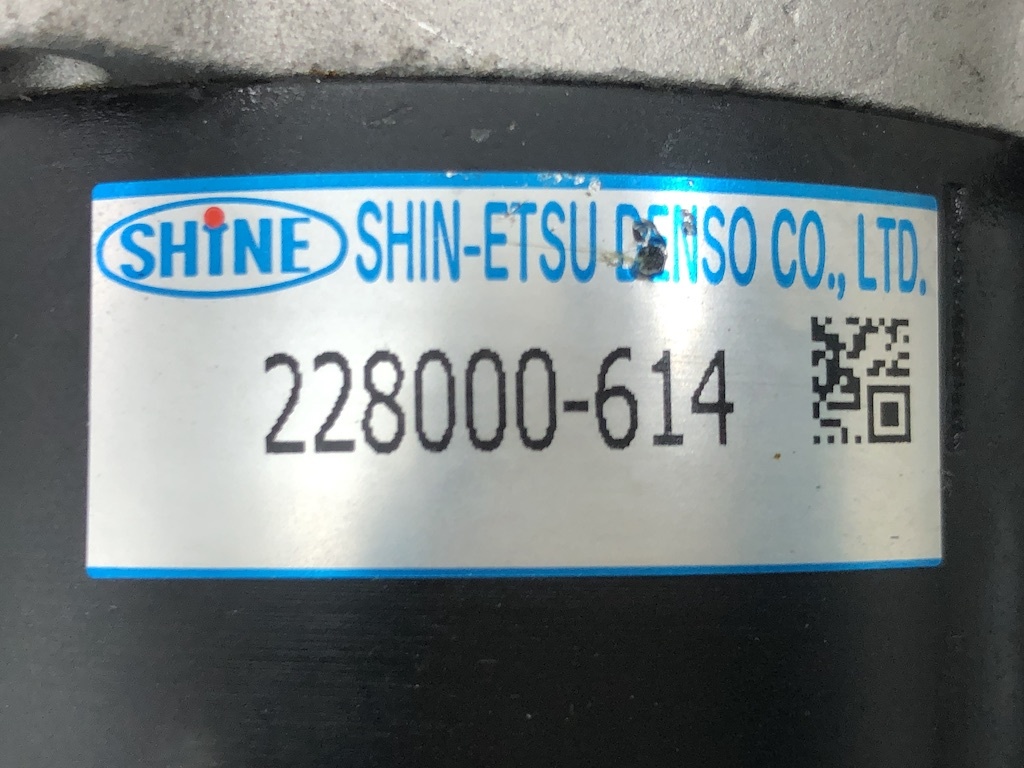 SHiNE SHIN-ETSU DENSO CO., LTD.
228000-614